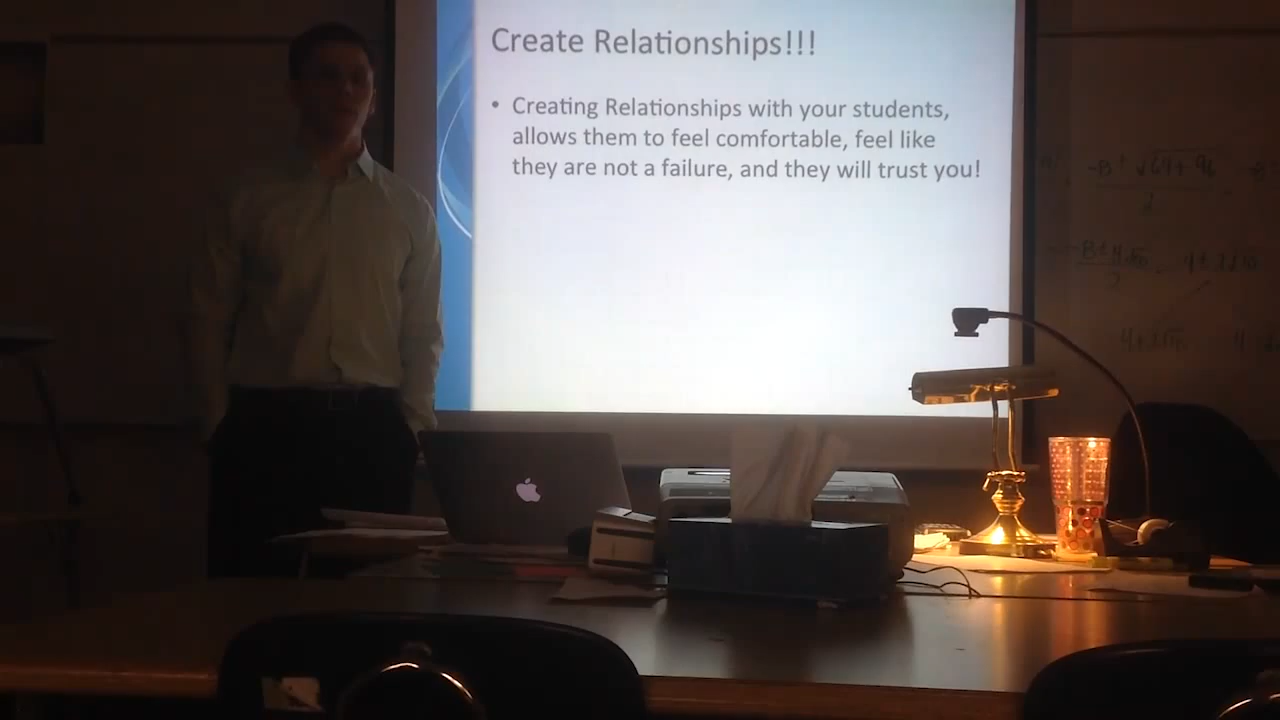 Create Relationships!!!
• Creating Relationships with your students,
allows them to feel comfortable, feel like
they are not a failure, and they will trust you!